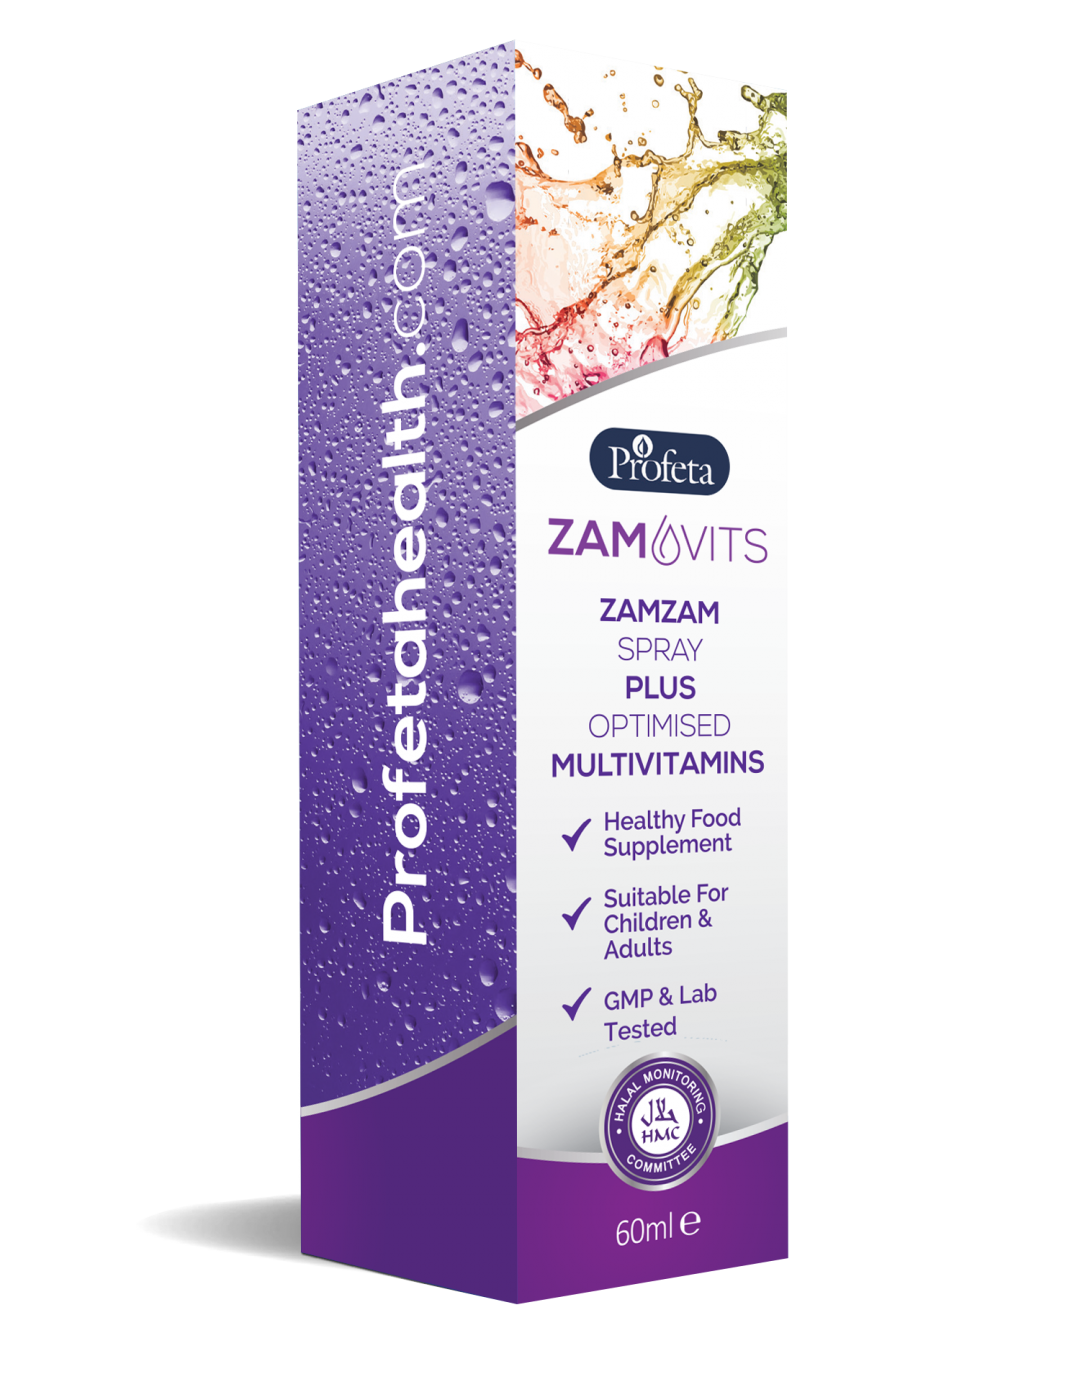 Profetahealth.com
Profeta
ZAMVITS
ZAMZAM
SPRAY
PLUS
OPTIMISED
MULTIVITAMINS
Healthy Food
Supplement
Suitable For
Children &
Adults
GMP & Lab
Tested
HALAL MONITORING
حلال
HMC
COMMITTEE
60ml ℮